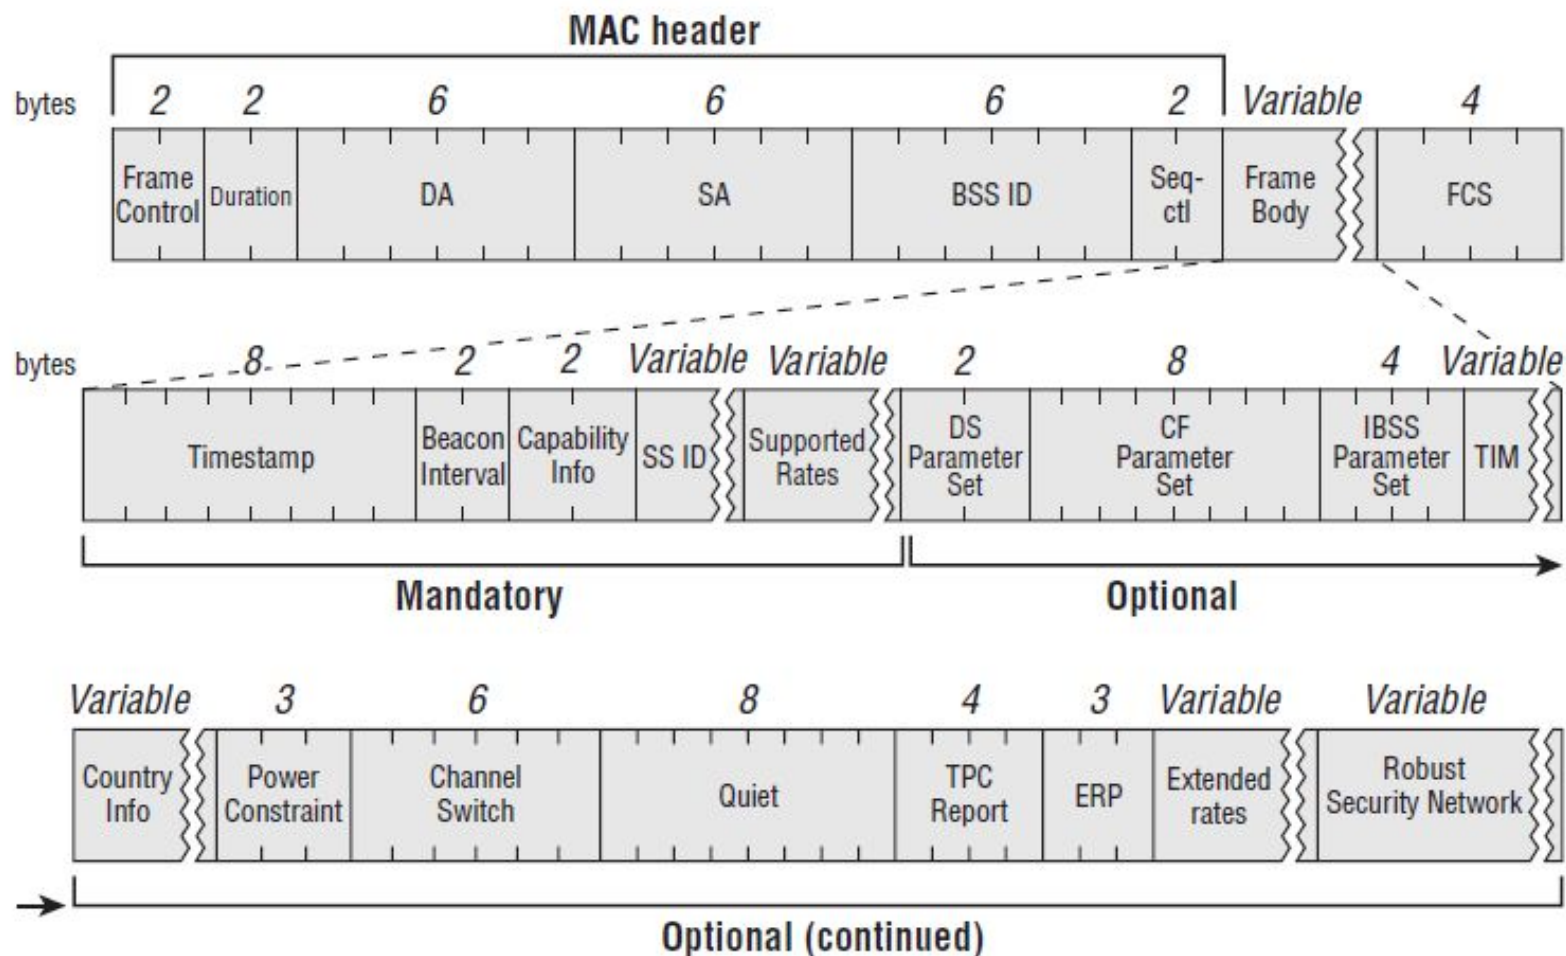 MAC header
bytes 2 2 6 6 6 2 Variable 4
Frame Control Duration DA SA BSS ID Seq-ctl Frame Body FCS
bytes 8 2 2 Variable Variable 2 8 4 Variable
Timestamp Beacon Interval Capability Info SS ID Supported Rates DS Parameter Set CF Parameter Set IBSS Parameter Set TIM
Mandatory Optional
Variable 3 6 8 4 3 Variable Variable
Country Info Power Constraint Channel Switch Quiet TPC Report ERP Extended rates Robust Security Network
Optional (continued)